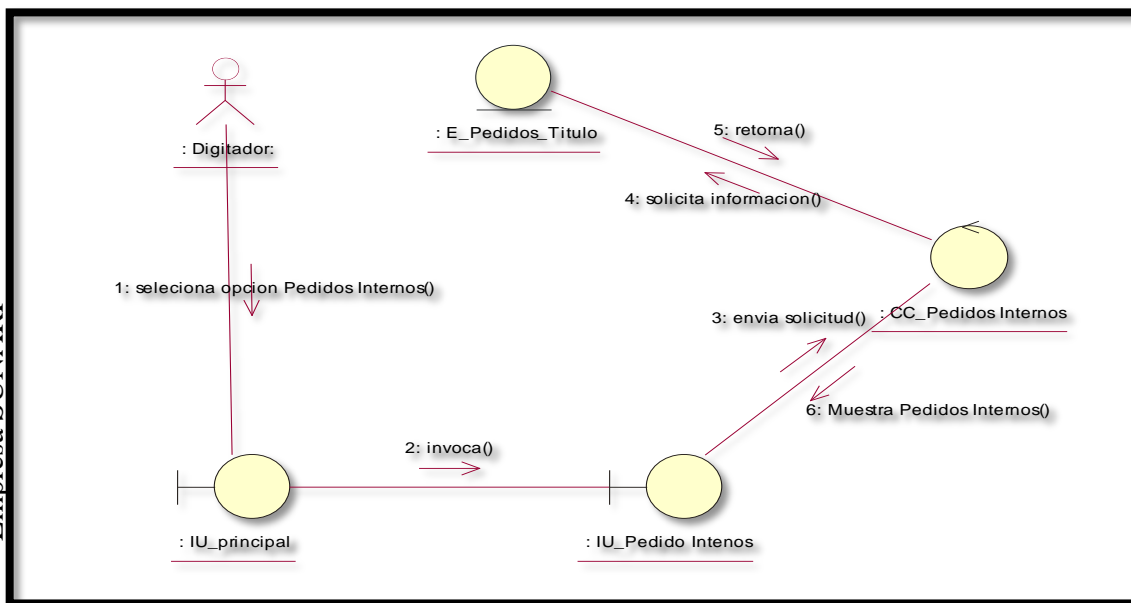 : E_Pedidos_Titulo
: Digitador:
5: retorna()
4: solicita informacion()
1: seleciona opcion Pedidos Internos()
3: envia solicitud()
: CC_Pedidos Internos
6: Muestra Pedidos Internos()
2: invoca()
: IU_principal
: IU_Pedido Intenos